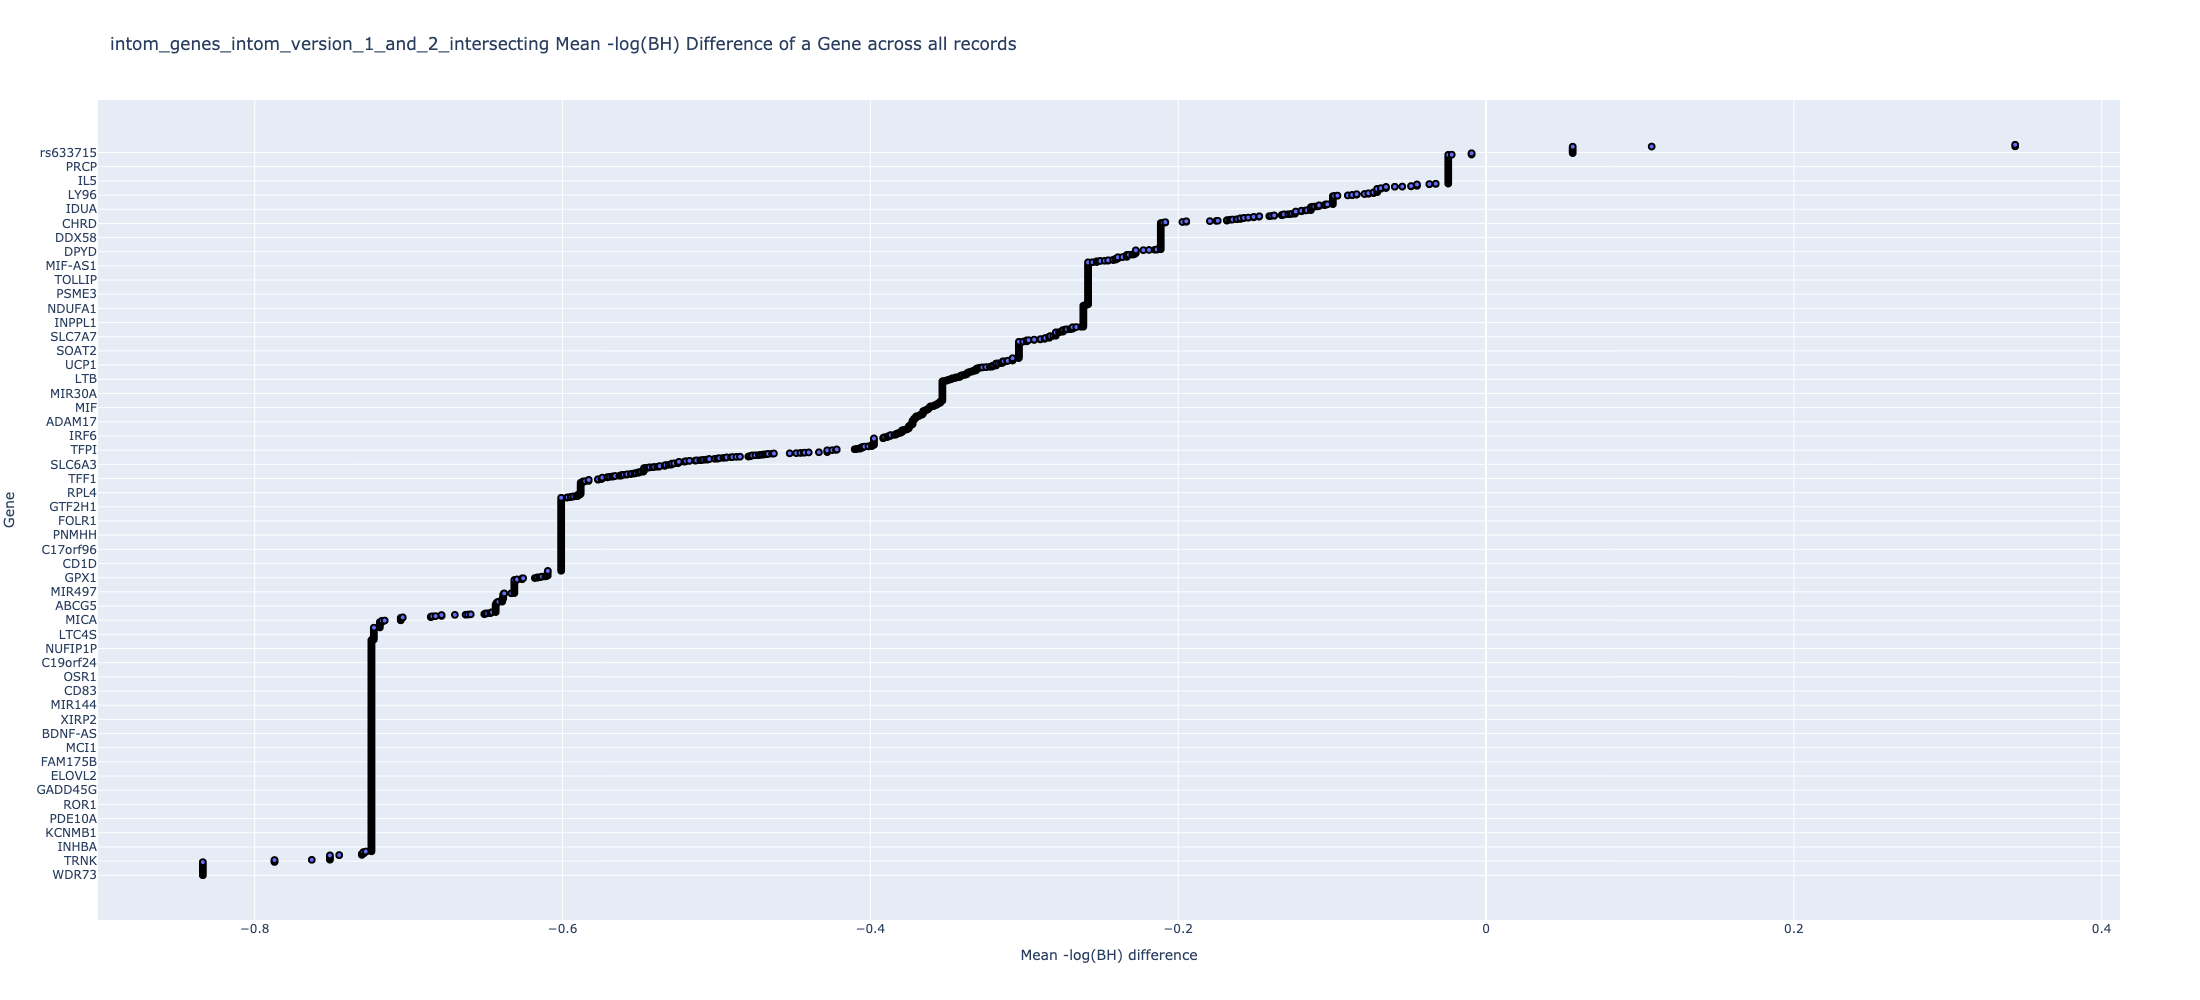 intom_genes_intom_version_1_and_2_intersecting Mean -log(BH) Difference of a Gene across all records
rs633715
PRCP
IL5
LY96
IDUA
CHRD
DDX58
DPYD
MIF-AS1
TOLLIP
PSME3
NDUFA1
INPPL1
SLC7A7
SOAT2
UCP1
LTB
MIR30A
MIF
ADAM17
IRF6
TFPI
SLC6A3
TFF1
RPL4
GTF2H1
FOLR1
PNMHH
C17orf96
CD1D
GPX1
MIR497
ABCG5
MICA
LTC4S
NUFIP1P
C19orf24
OSR1
CD83
MIR144
XIRP2
BDNF-AS
MCI1
FAM175B
ELOVL2
GADD45G
ROR1
PDE10A
KCNMB1
INHBA
TRNK
WDR73
Gene
−0.8 −0.6 −0.4 −0.2 0 0.2 0.4
Mean -log(BH) difference